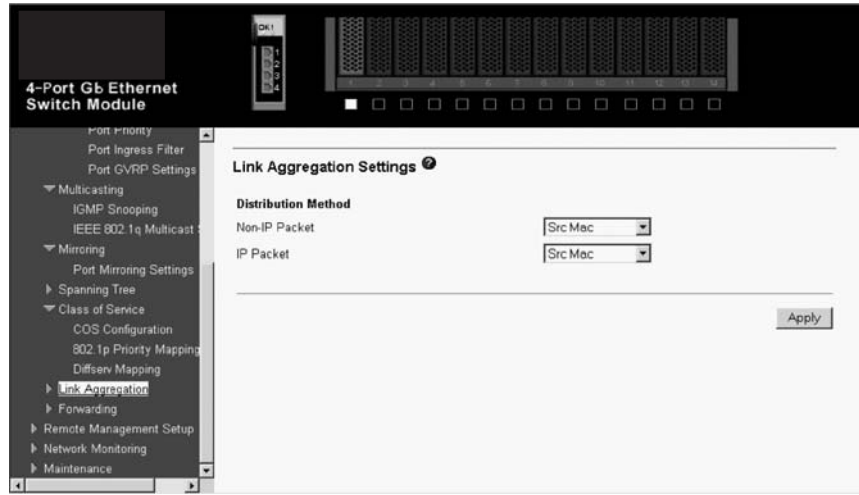 OK!
1
2
3
4
4-Port Gb Ethernet
Switch Module
1 2 3 4 5 6 7 8 9 10 11 12 13 14
Port Priority
Port Ingress Filter
Port GVRP Settings
Multicasting
IGMP Snooping
IEEE 802.1q Multicast
Mirroring
Port Mirroring Settings
Spanning Tree
Class of Service
COS Configuration
802.1p Priority Mapping
Diffserv Mapping
Link Aggregation
Forwarding
Remote Management Setup
Network Monitoring
Maintenance
Link Aggregation Settings ?
Distribution Method
Non-IP Packet Src Mac
IP Packet Src Mac
Apply